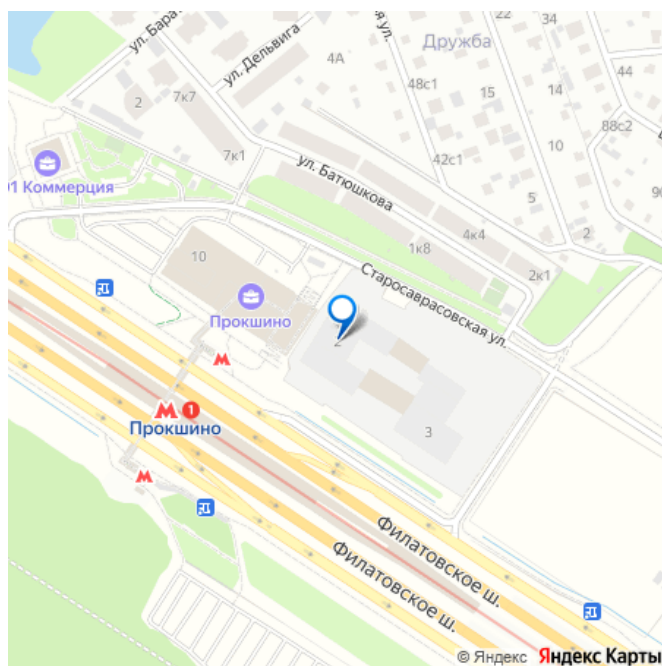 ул. Бара
ая ул.
22
34
Дружба
ул. Дельвига
4А
44
48с1
15
14
2
7к7
88с2
7к1
42с1
10
ул. Батюшкова
01 Коммерция
5
90
4к4
2
1к8
10
2к1
Старосаврасовская ул.
Прокшино
2
М
М 1
Прокшино
3
М
Филатовское ш.
Филатовское ш.
© Яндекс Яндекс Карты